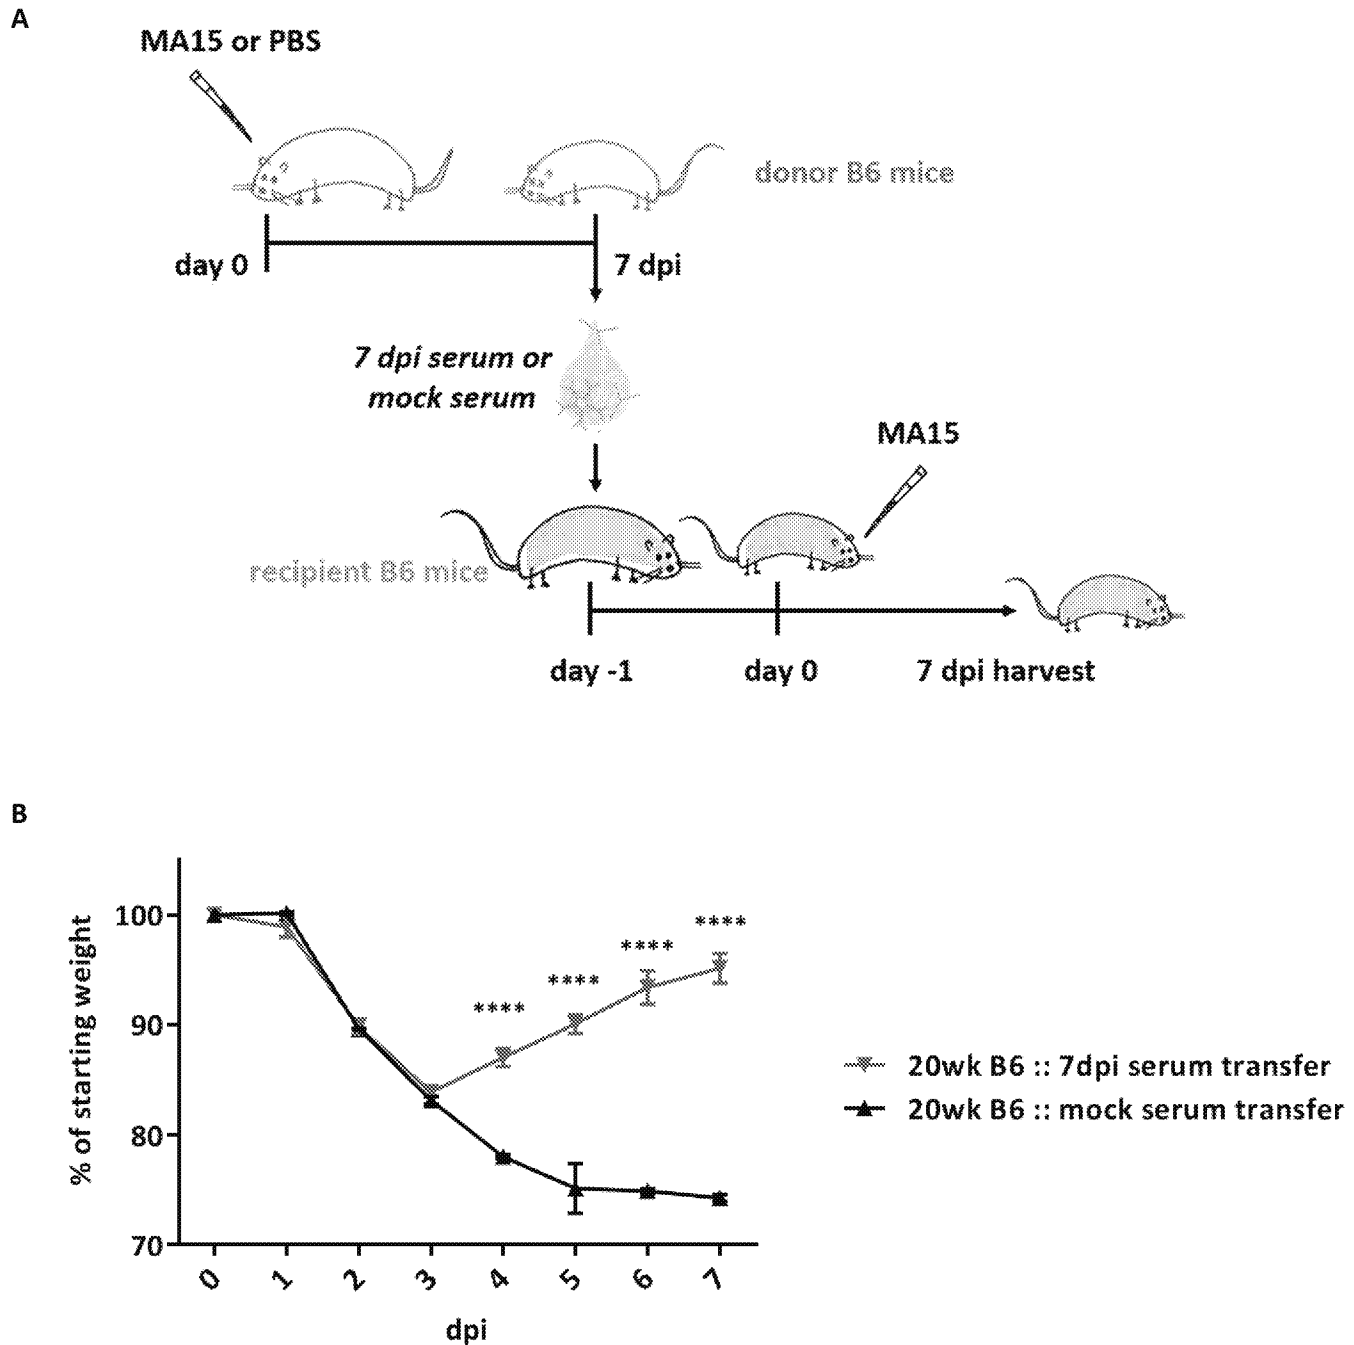 A
MA15 or PBS
donor B6 mice
day 0
7 dpi
7 dpi serum or
mock serum
MA15
recipient B6 mice
day -1
day 0
7 dpi harvest
B
% of starting weight
100
90
80
70
****
****
****
****
0
1
2
3
4
5
6
7
dpi
20wk B6 :: 7dpi serum transfer
20wk B6 :: mock serum transfer